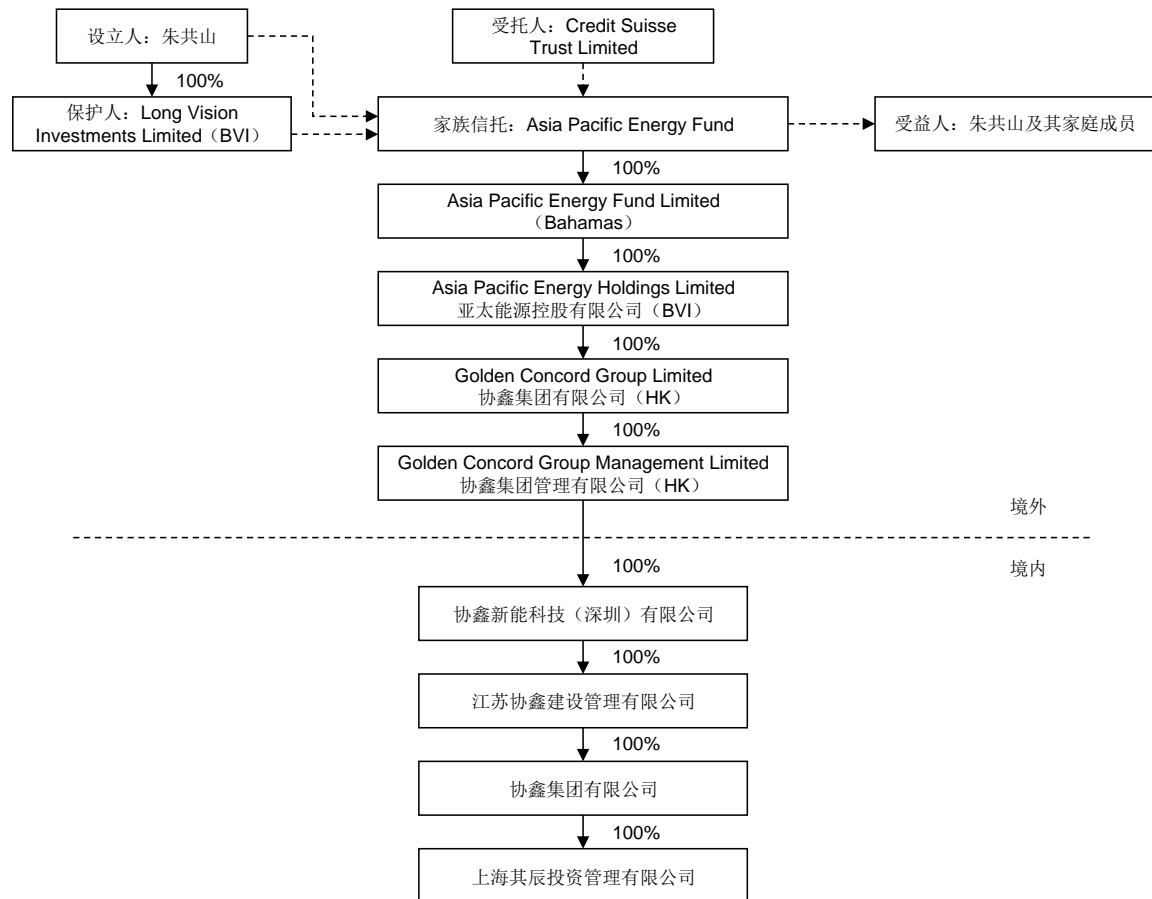 设立人：朱共山
受托人：Credit Suisse
Trust Limited
100%
保护人：Long Vision
Investments Limited（BVI）
家族信托：Asia Pacific Energy Fund
受益人：朱共山及其家庭成员
100%
Asia Pacific Energy Fund Limited
（Bahamas）
100%
Asia Pacific Energy Holdings Limited
亚太能源控股有限公司（BVI）
100%
Golden Concord Group Limited
协鑫集团有限公司（HK）
100%
Golden Concord Group Management Limited
协鑫集团管理有限公司（HK）
境外
100%
境内
协鑫新能科技（深圳）有限公司
100%
江苏协鑫建设管理有限公司
100%
协鑫集团有限公司
100%
上海其辰投资管理有限公司